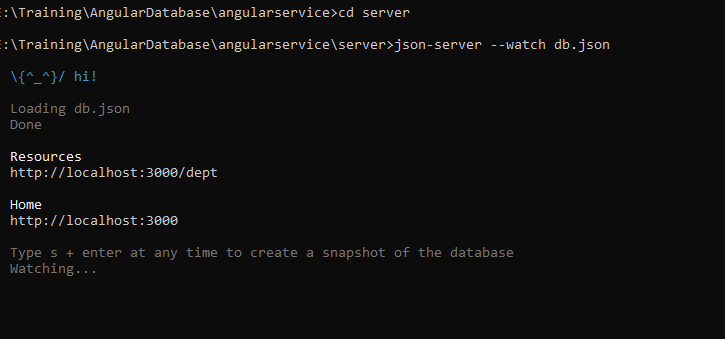 :\Training\AngularDatabase\angularservice>cd server
:\Training\AngularDatabase\angularservice\server>json-server --watch db.json
\{^_^}/ hi!
Loading db.json
Done
Resources
http://localhost:3000/dept
Home
http://localhost:3000
Type s + enter at any time to create a snapshot of the database
Watching...